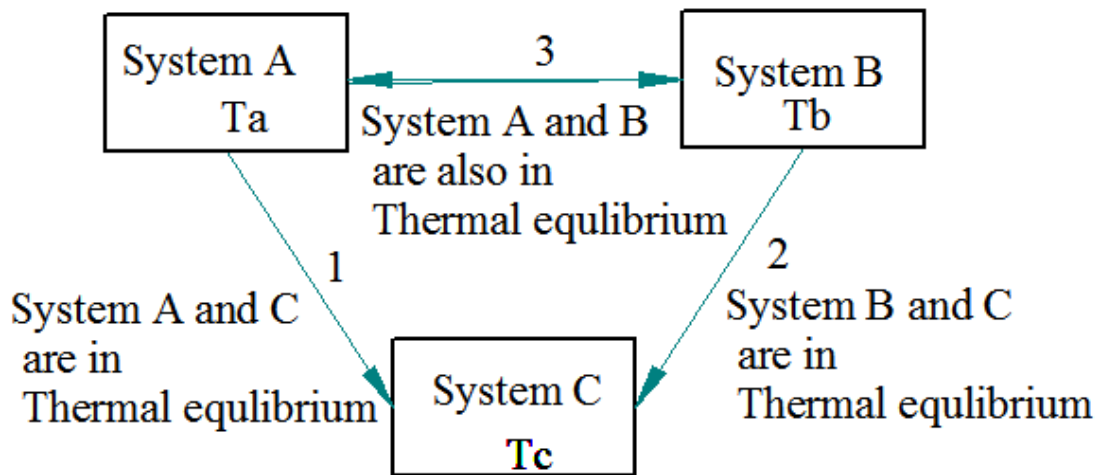 System A
Ta
3
System B
Tb
System A and B
are also in
Thermal equlibrium
1
System A and C
are in
Thermal equlibrium
2
System B and C
are in
Thermal equlibrium
System C
Tc